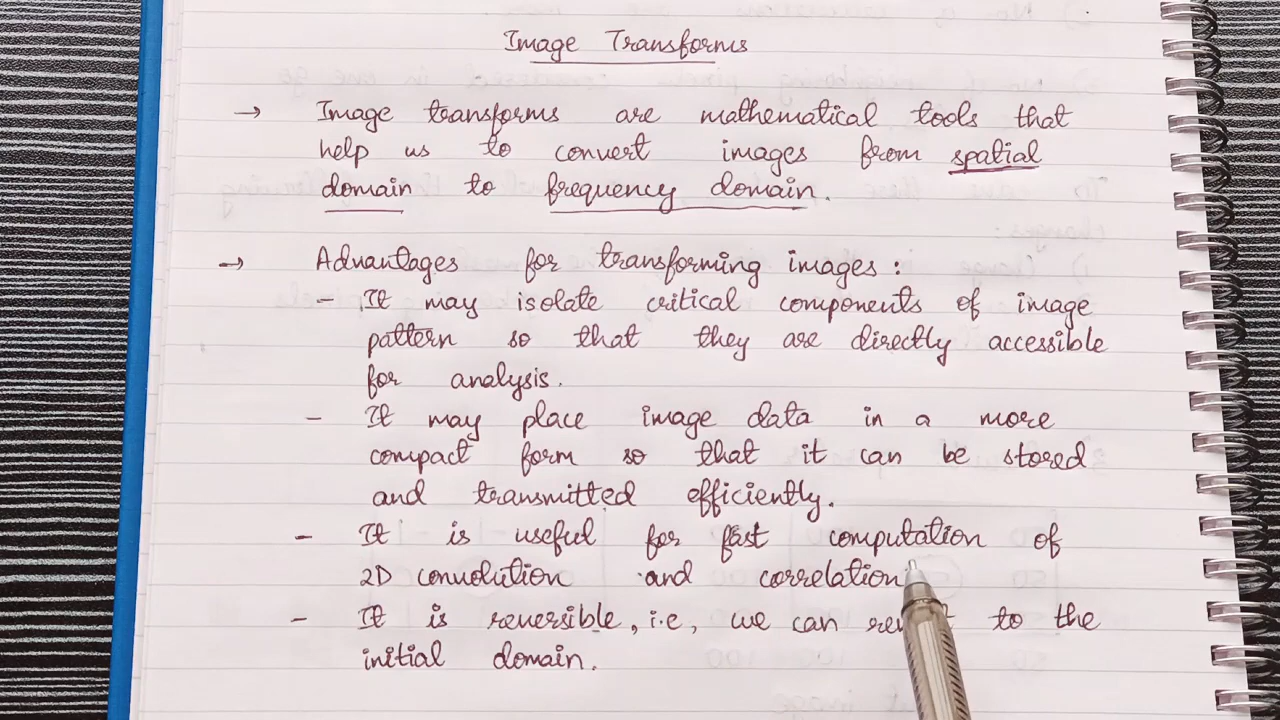 Image Transforms
→ Image transforms are mathematical tools that
help us to convert images from spatial
domain to frequency domain.
→ Advantages for transforming images :
- It may isolate critical components of image
pattern so that they are directly accessible
for analysis.
- It may place image data in a more
compact form so that it can be stored
and transmitted efficiently.
- It is useful for fast computation of
2D convolution and correlation
- It is reversible, i.e, we can to the
initial domain.